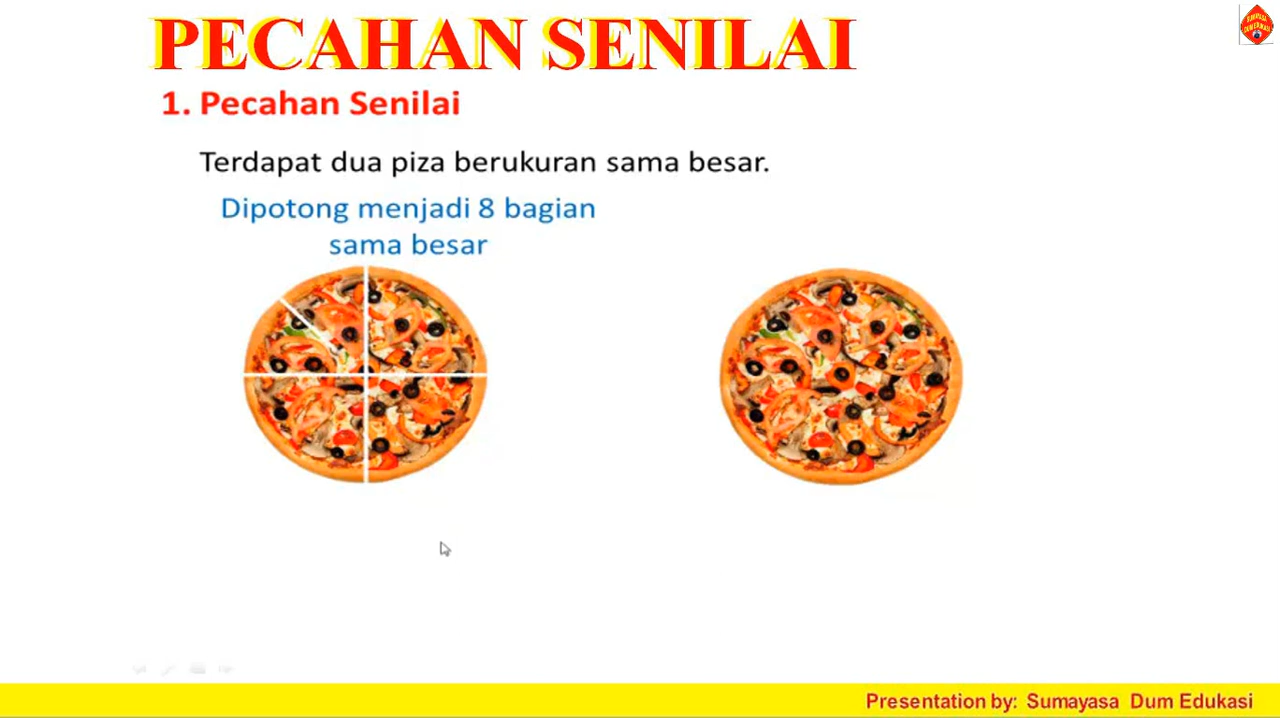 PECAHAN SENILAI
1. Pecahan Senilai
Terdapat dua piza berukuran sama besar.
Dipotong menjadi 8 bagian
sama besar
Presentation by: Sumayasa Dum Edukasi